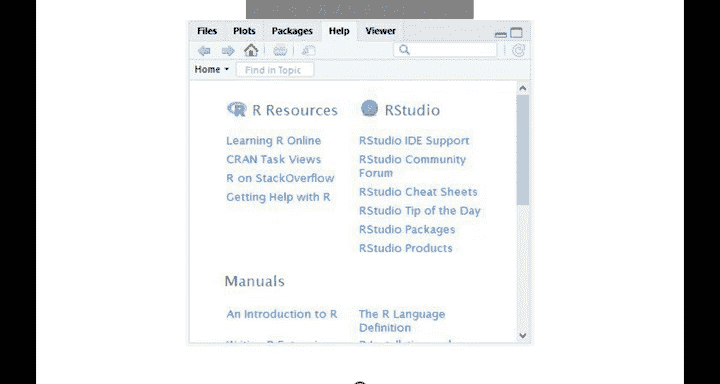 Files Plots Packages Help Viewer
Home Find in Topic
R Resources RStudio
Learning R Online RStudio IDE Support
CRAN Task Views RStudio Community
Forum
R on StackOverflow RStudio Cheat Sheets
Getting Help with R RStudio Tip of the Day
RStudio Packages
RStudio Products
Manuals
An Introduction to R The R Language
Definition